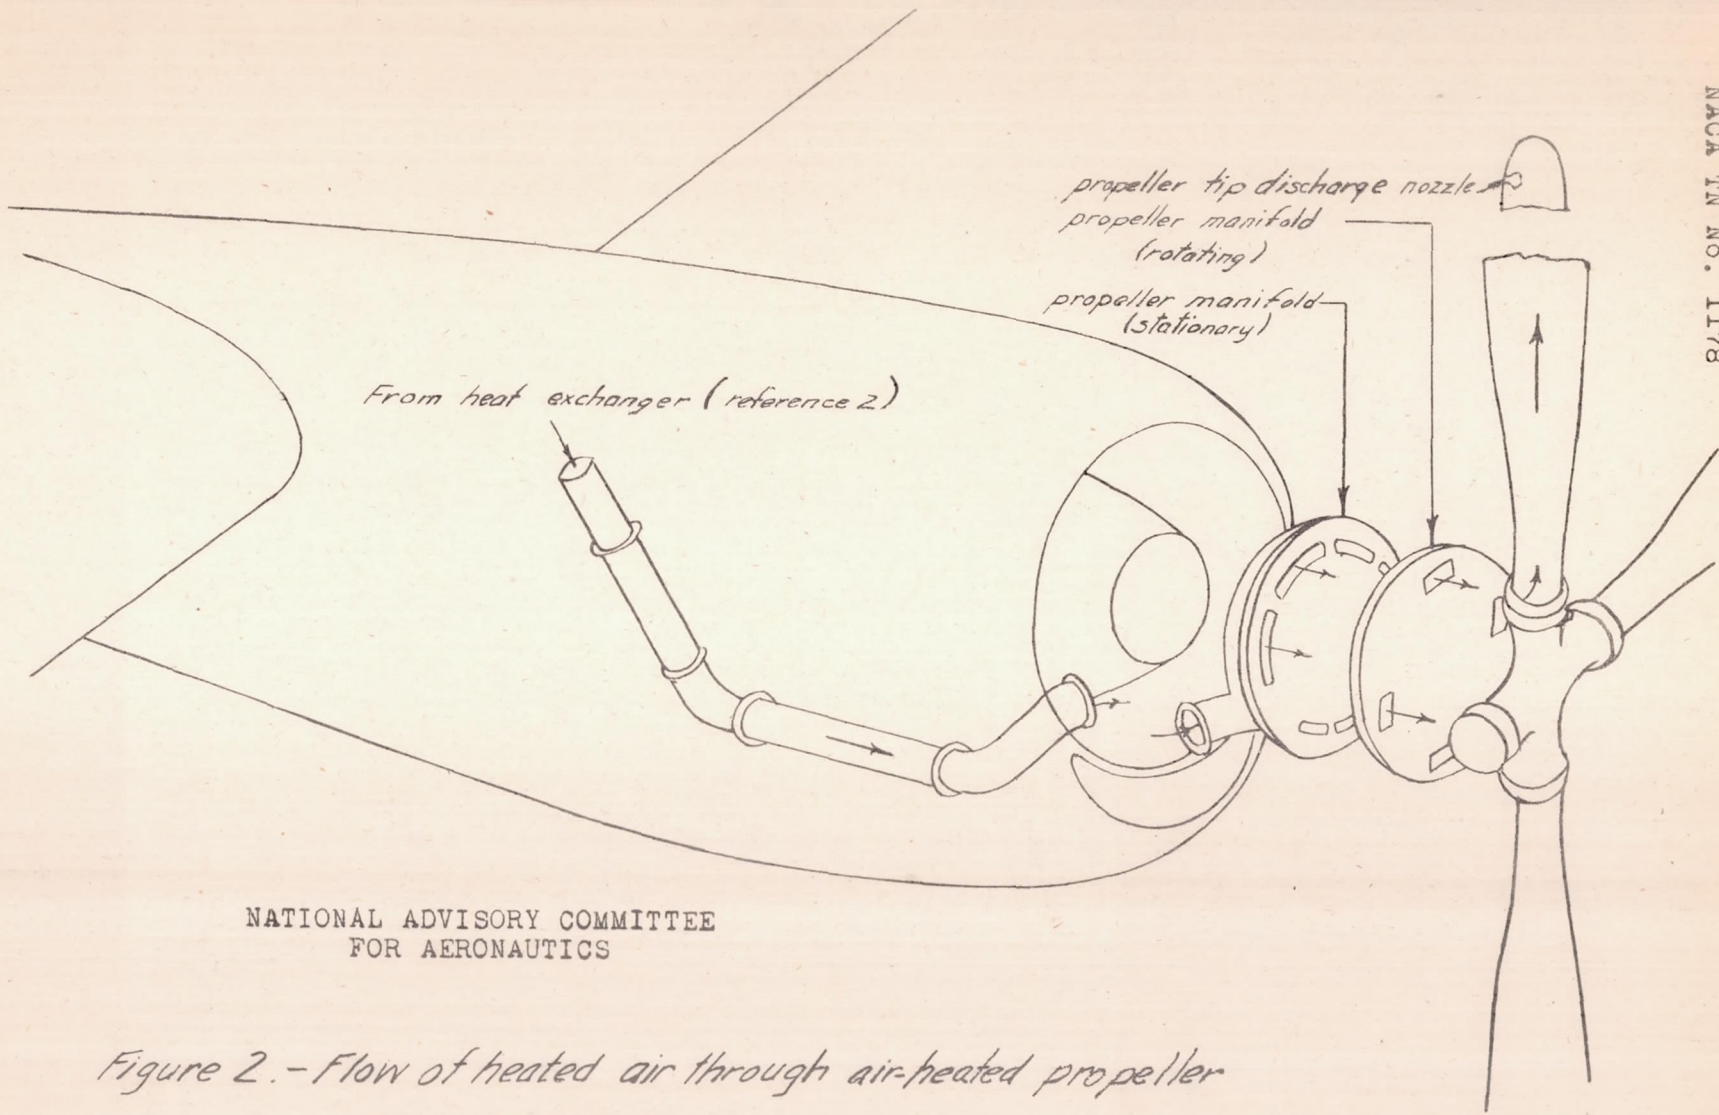 NACA TN No. 1178
propeller tip discharge nozzle
propeller manifold
(rotating)
propeller manifold
(stationary)
From heat exchanger (reference 2)
NATIONAL ADVISORY COMMITTEE
FOR AERONAUTICS
Figure 2.- Flow of heated air through air-heated propeller